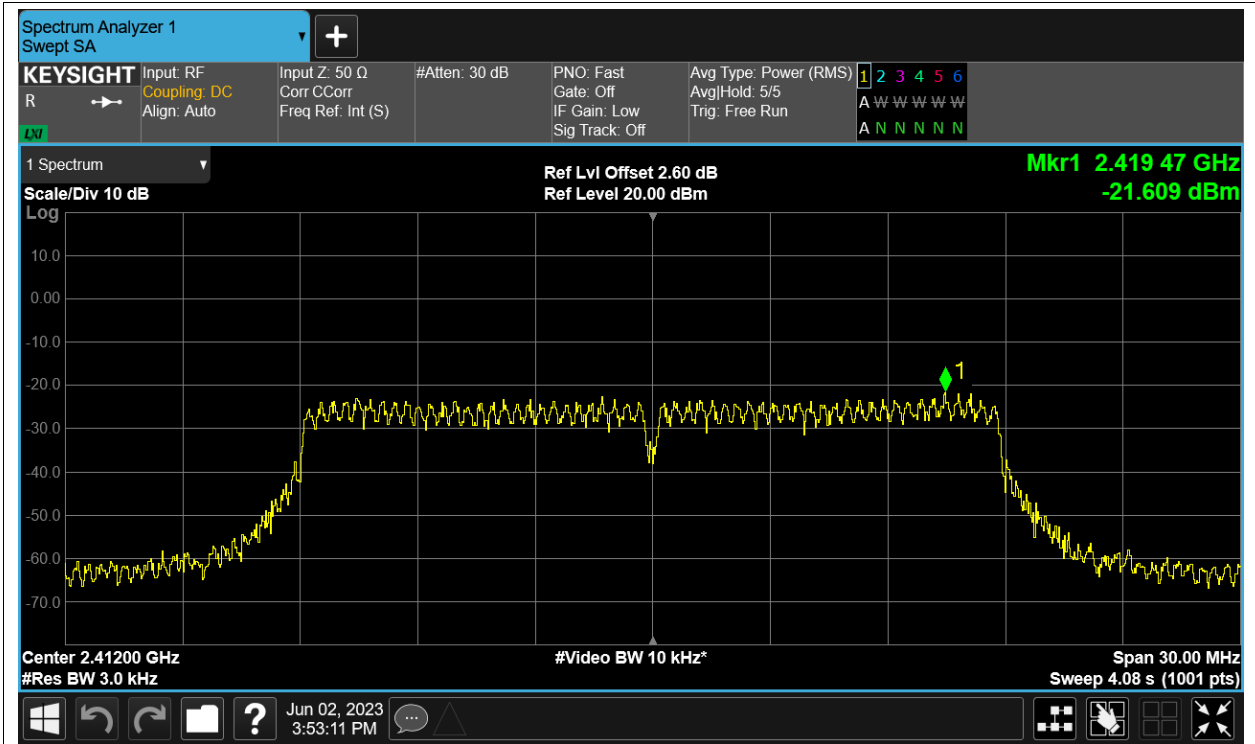 Spectrum Analyzer 1
Swept SA
KEYSIGHT
R
LXI
Input: RF
Coupling: DC
Align: Auto
Input Z: 50 Ω
Corr CCorr
Freq Ref: Int (S)
#Atten: 30 dB
PNO: Fast
Gate: Off
IF Gain: Low
Sig Track: Off
Avg Type: Power (RMS)
Avg|Hold: 5/5
Trig: Free Run
1 2 3 4 5 6
A W W W W W
A N N N N N
1 Spectrum
Scale/Div 10 dB
Log
Ref Lvl Offset 2.60 dB
Ref Level 20.00 dBm
Mkr1 2.419 47 GHz
-21.609 dBm
10.0
0.00
-10.0
-20.0
-30.0
-40.0
-50.0
-60.0
-70.0
1
Center 2.41200 GHz
#Res BW 3.0 kHz
#Video BW 10 kHz*
Span 30.00 MHz
Sweep 4.08 s (1001 pts)
?
Jun 02, 2023
3:53:11 PM